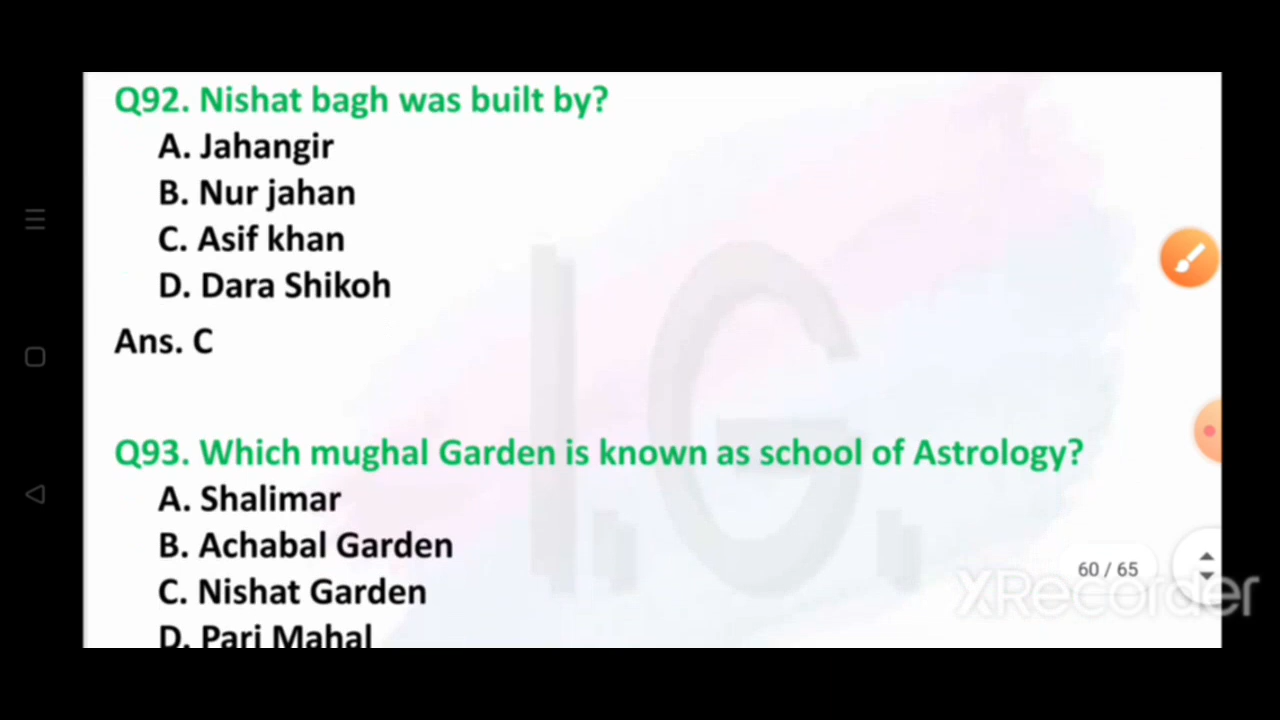 Q92. Nishat bagh was built by?
A. Jahangir
B. Nur jahan
C. Asif khan
D. Dara Shikoh
Ans. C
I.G.
Q93. Which mughal Garden is known as school of Astrology?
A. Shalimar
B. Achabal Garden
C. Nishat Garden
D. Pari Mahal
60 / 65
XRecorder